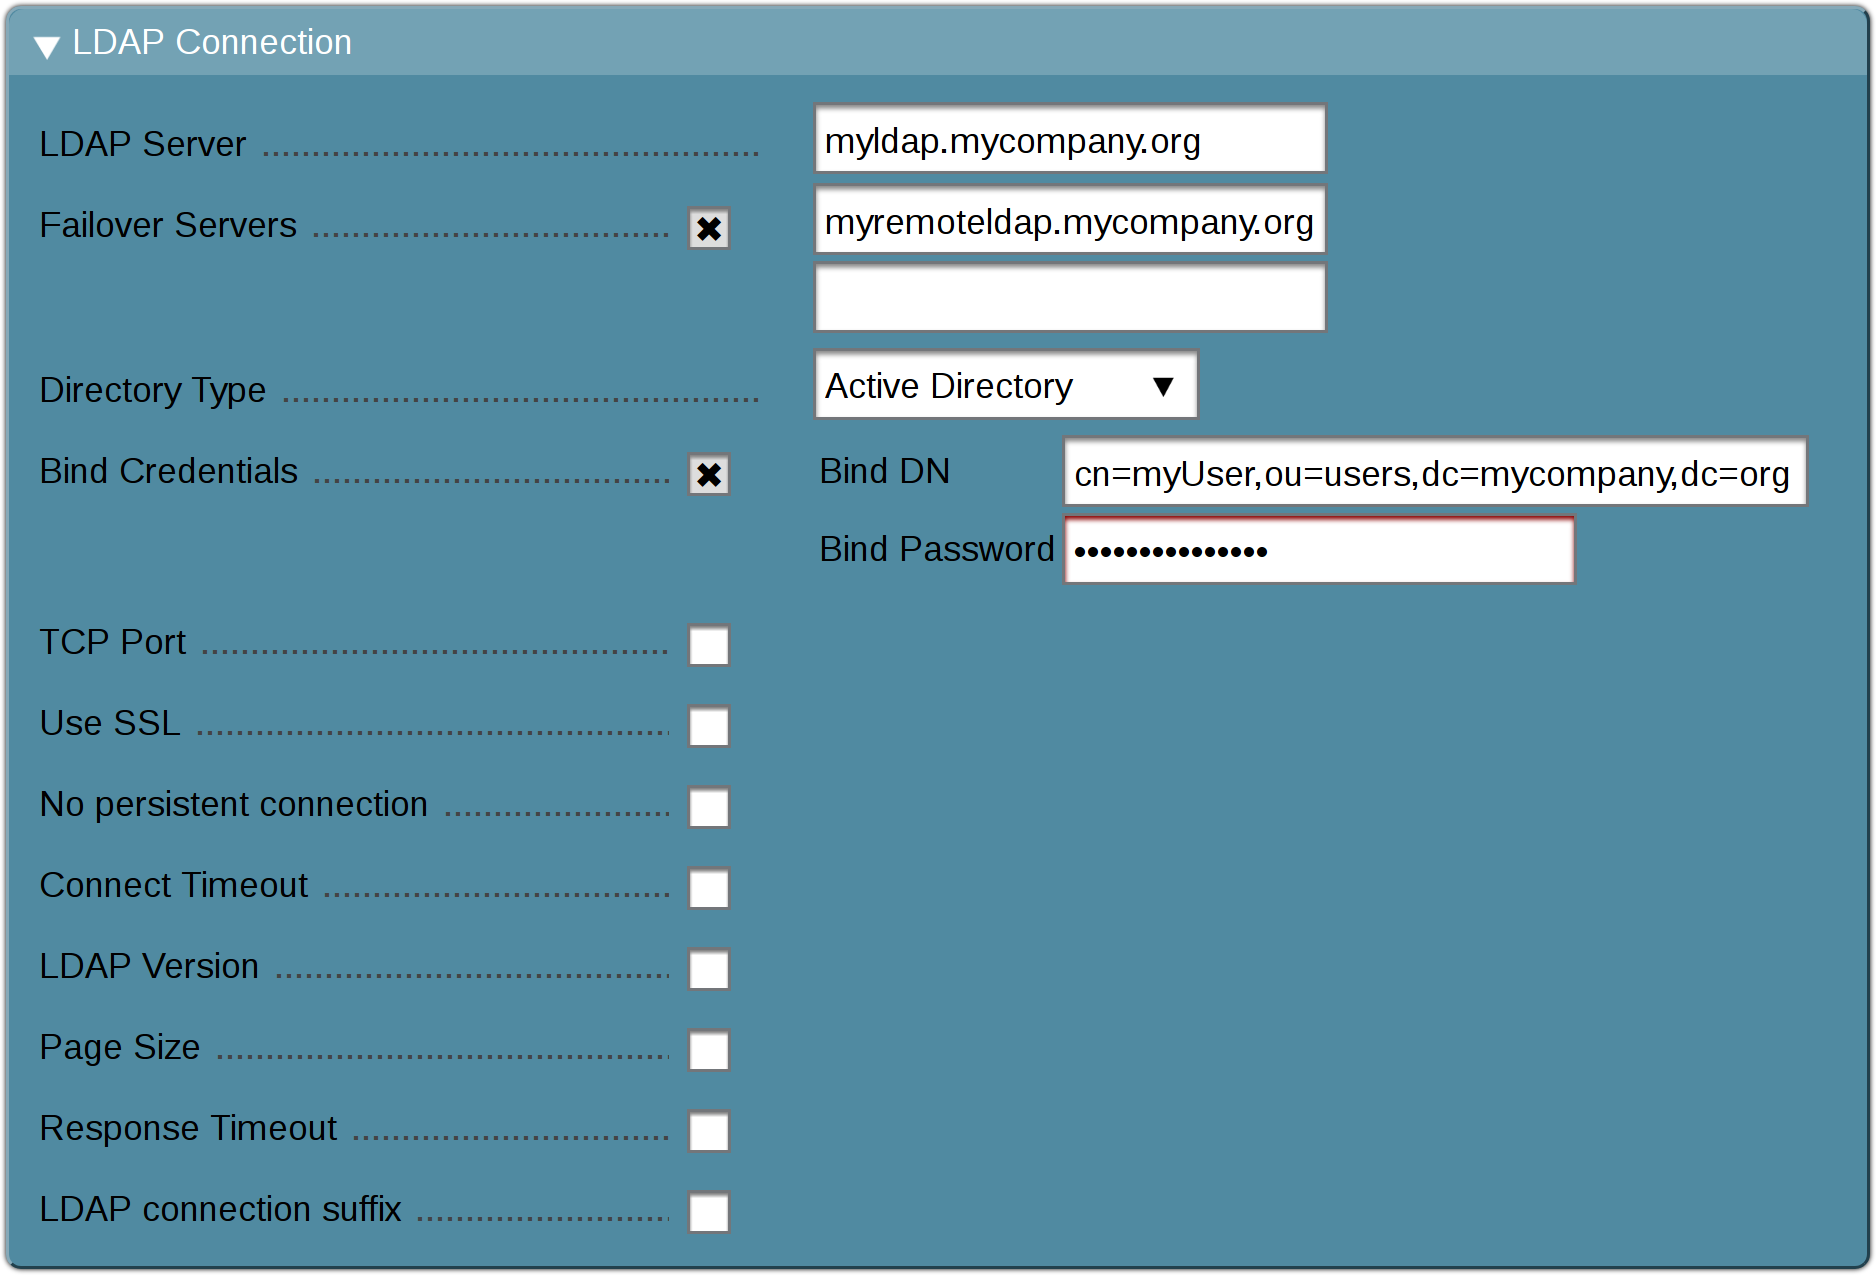 LDAP Connection
LDAP Server myldap.mycompany.org
Failover Servers myremoteldap.mycompany.org
Directory Type Active Directory
Bind Credentials Bind DN cn=myUser,ou=users,dc=mycompany,dc=org
Bind Password •••••••••••••••
TCP Port
Use SSL
No persistent connection
Connect Timeout
LDAP Version
Page Size
Response Timeout
LDAP connection suffix